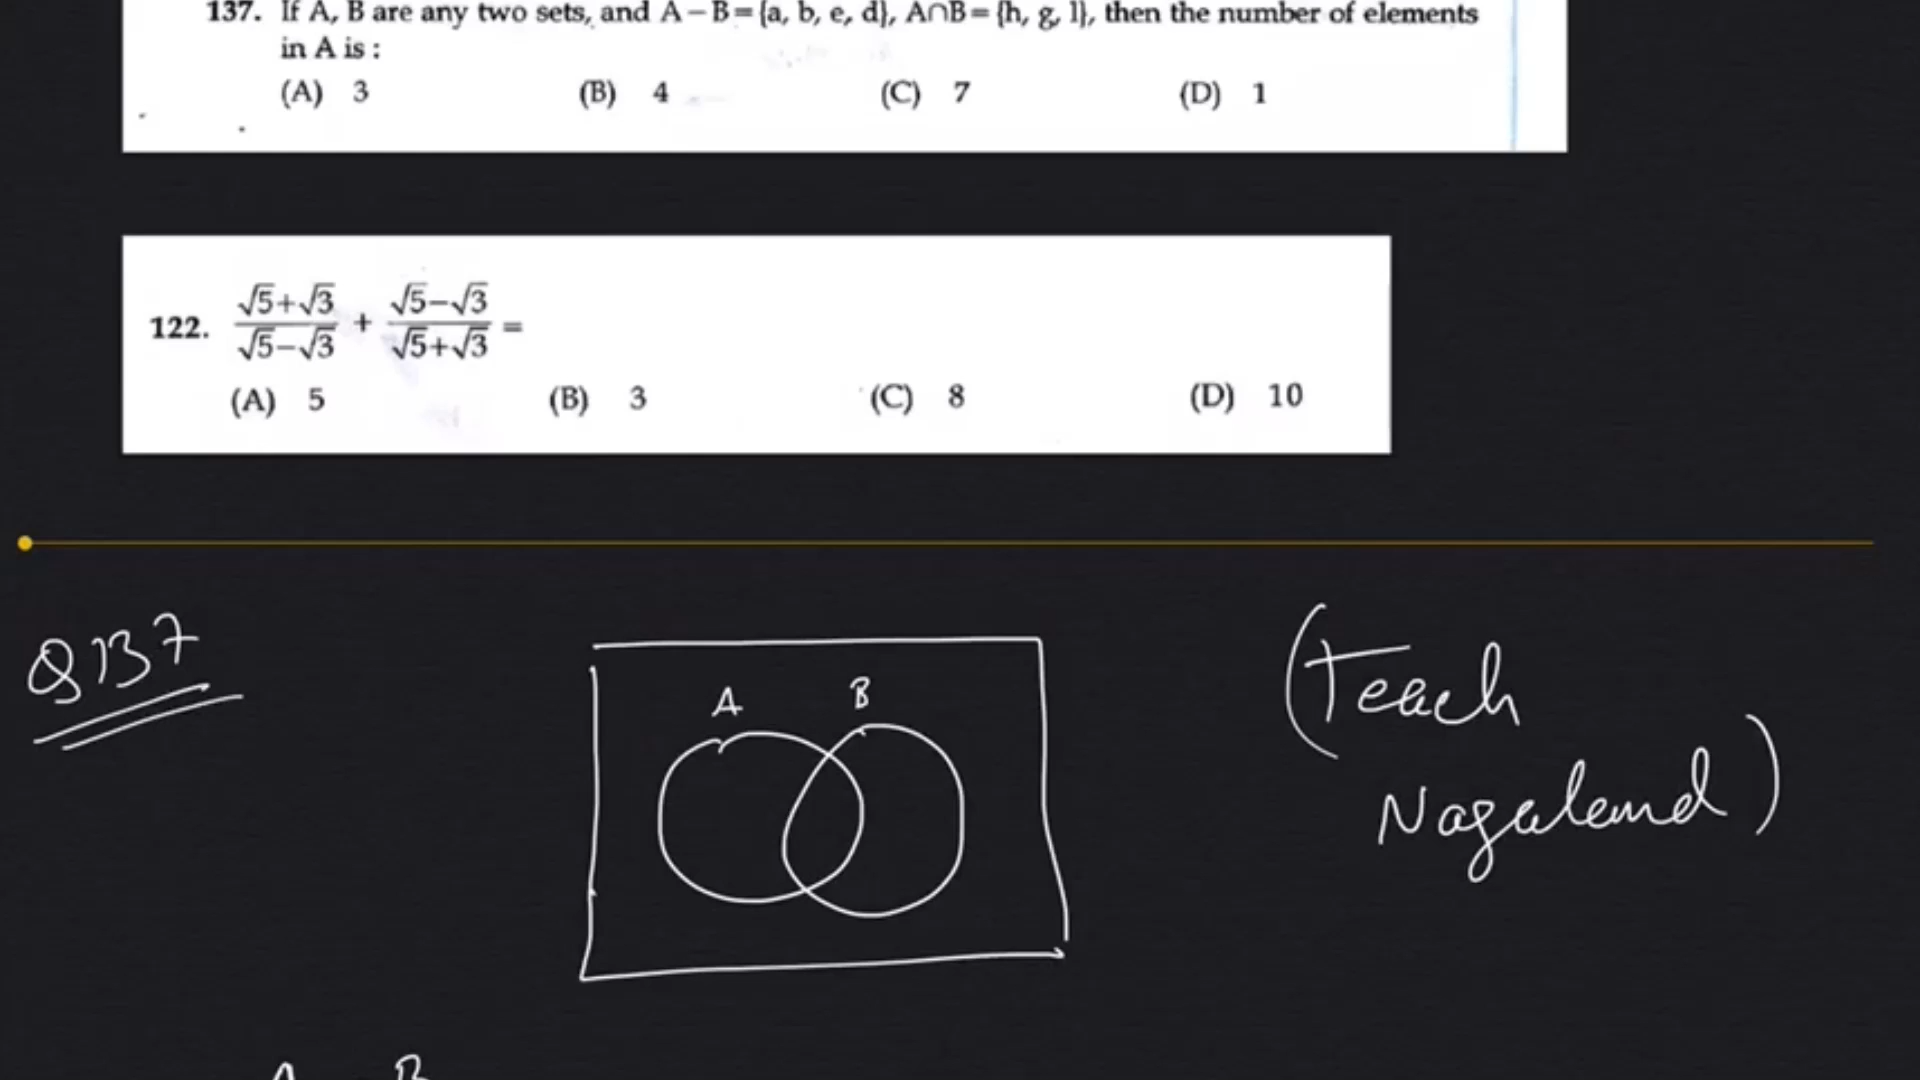 137. If A, B are any two sets, and A−B={a, b, e, d}, A∩B={h, g, l}, then the number of elements
in A is :
(A) 3 (B) 4 (C) 7 (D) 1
122. √5+√3/√5−√3 + √5−√3/√5+√3 =
(A) 5 (B) 3 (C) 8 (D) 10
Q137
A B
(Teach
Nagaland)
A B